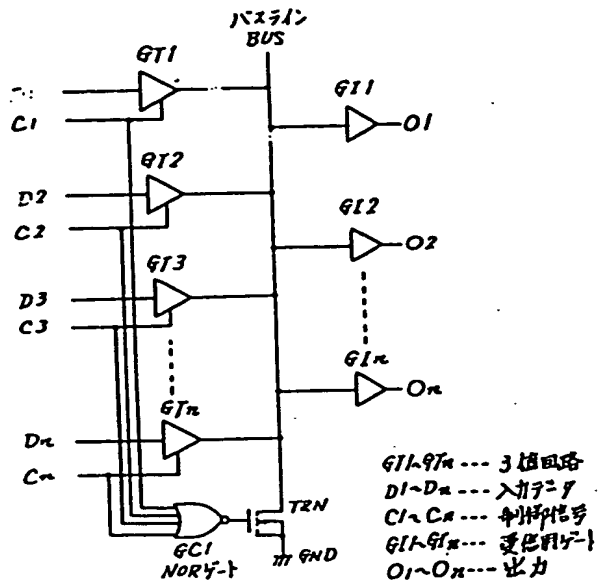 バスライン
BUS
GT1
GI1
O1
C1
GT2
D2
GI2
O2
C2
GT3
D3
C3
GIn
On
GTn
Dn
Cn
TRN
GC1
NORゲート
GND
GT1~GTn --- 3値回路
D1~Dn --- 入力データ
C1~Cn --- 制御信号
GI1~GIn --- 受信用ゲート
O1~On --- 出力